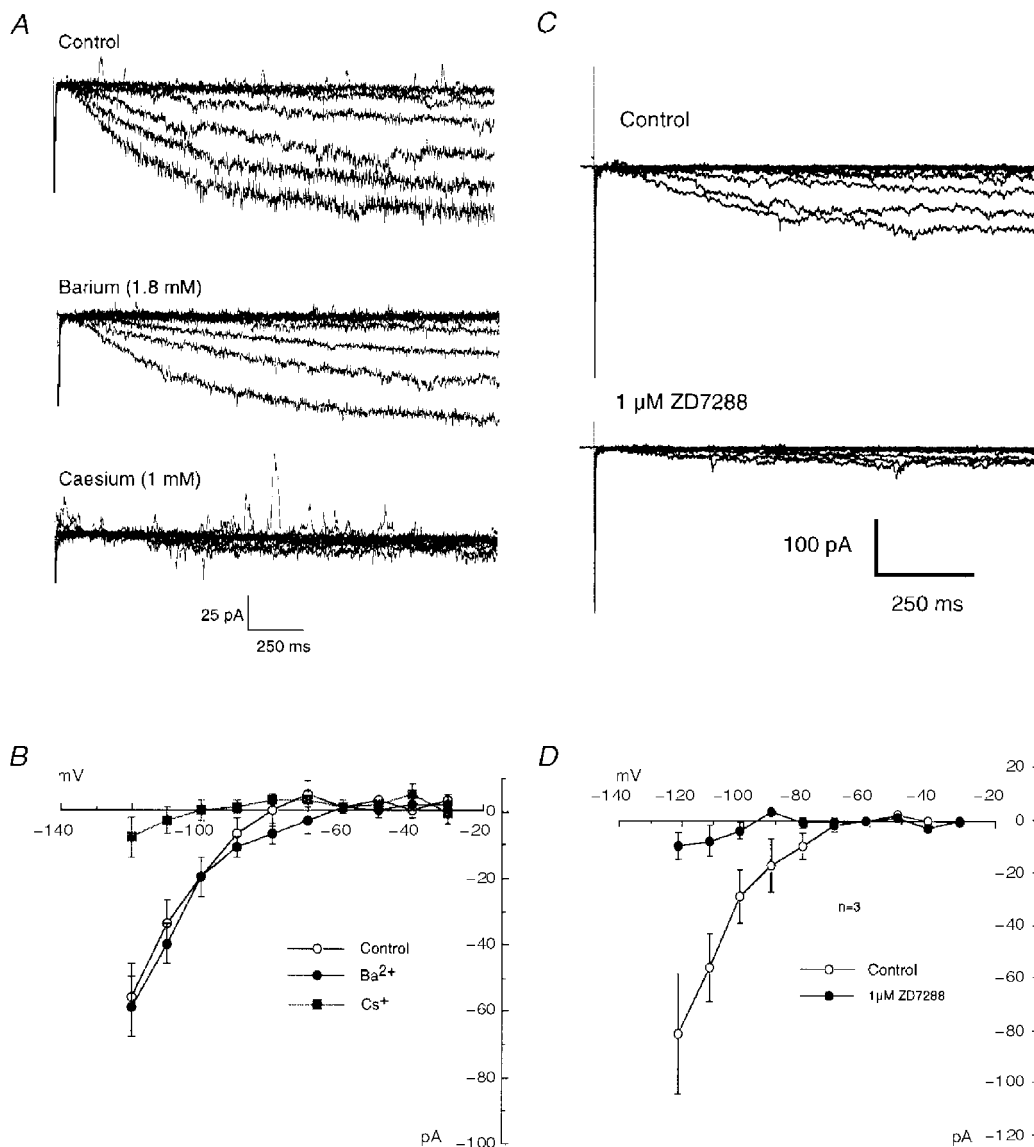 A
Control
Barium (1.8 mM)
Caesium (1 mM)
25 pA
250 ms
C
Control
1 µM ZD7288
100 pA
250 ms
B
mV
−140
−100
−80
−60
−40
−20
0
−20
−40
−60
−80
−100
pA
Control
Ba2+
Cs+
D
mV
−140
−120
−100
−80
−60
−40
−20
20
0
−20
−40
−60
−80
−100
−120
pA
n=3
Control
1µM ZD7288